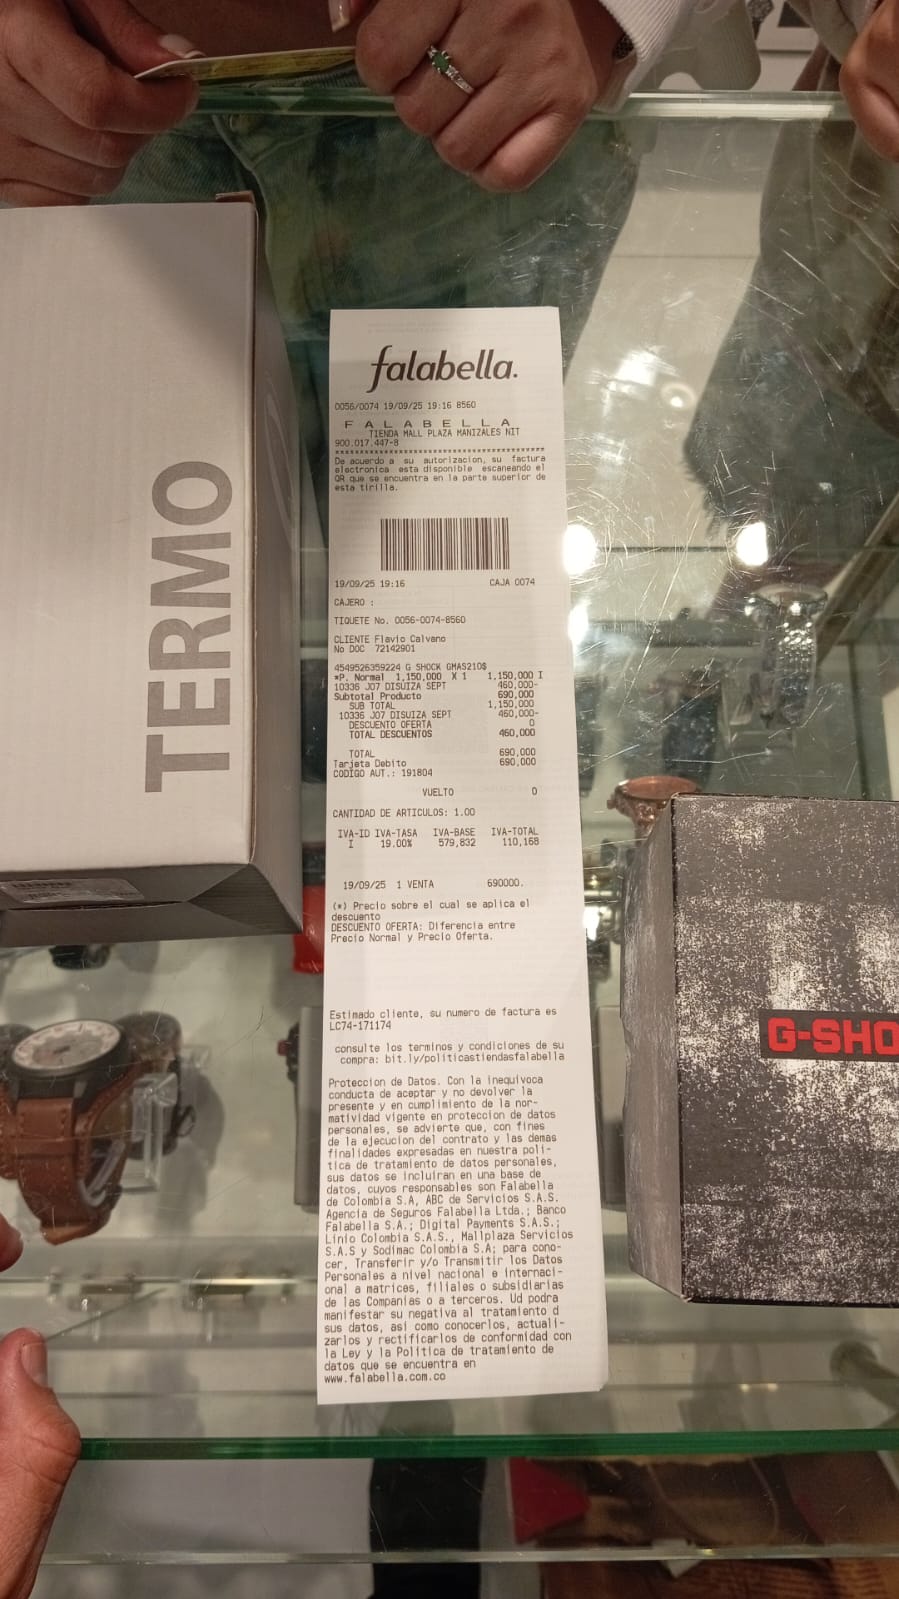 TERMO
falabella.
0056/0074 19/09/25 19:16 8560
F A L A B E L L A
TIENDA MALL PLAZA MANIZALES NIT
900.017.447-8
De acuerdo a su autorizacion, su factura
electronica esta disponible escaneando el
QR que se encuentra en la parte superior de
esta tirilla.
19/09/25 19:16 CAJA 0074
CAJERO :
TIQUETE No. 0056-0074-8560
CLIENTE Flavio Calvano
No DOC 72142901
4549526359224 G SHOCK GMAS210$
*P. Normal 1,150,000 X 1 1,150,000 I
10336 J07 DISUIZA SEPT 460,000-
Subtotal Producto 690,000
SUB TOTAL 1,150,000
10336 J07 DISUIZA SEPT 460,000-
DESCUENTO OFERTA 0
TOTAL DESCUENTOS 460,000
TOTAL 690,000
Tarjeta Debito 690,000
CODIGO AUT.: 191804
VUELTO 0
CANTIDAD DE ARTICULOS: 1.00
IVA-ID IVA-TASA IVA-BASE IVA-TOTAL
I 19.00% 579,832 110,168
19/09/25 1 VENTA 690000.
(*) Precio sobre el cual se aplica el
descuento
DESCUENTO OFERTA: Diferencia entre
Precio Normal y Precio Oferta.
Estimado cliente, su numero de factura es
LC74-171174
consulte los terminos y condiciones de su
compra: bit.ly/politicastiendasfalabella
Proteccion de Datos. Con la inequivoca
conducta de aceptar y no devolver la
presente y en cumplimiento de la nor-
matividad vigente en proteccion de datos
personales, se advierte que, con fines
de la ejecucion del contrato y las demas
finalidades expresadas en nuestra poli-
tica de tratamiento de datos personales,
sus datos se incluiran en una base de
datos, cuyos responsables son Falabella
de Colombia S.A, ABC de Servicios S.A.S.
Agencia de Seguros Falabella Ltda.; Banco
Falabella S.A.; Digital Payments S.A.S.;
Linio Colombia S.A.S., Mallplaza Servicios
S.A.S y Sodimac Colombia S.A; para cono-
cer, Transferir y/o Transmitir los Datos
Personales a nivel nacional e internaci-
onal a matrices, filiales o subsidiarias
de las Companias o a terceros. Ud podra
manifestar su negativa al tratamiento d
sus datos, asi como conocerlos, actuali-
zarlos y rectificarlos de conformidad con
la Ley y la Politica de tratamiento de
datos que se encuentra en
www.falabella.com.co
G-SHO